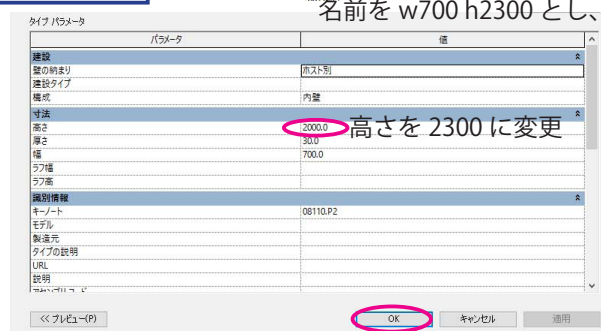 名前を w700 h2300 とし、
タイプ パラメータ
パラメータ 値
建設
壁の納まり ホスト別
建設タイプ
構成 内壁
寸法
高さ 2000.0 高さを 2300 に変更
厚さ 30.0
幅 700.0
ラフ幅
ラフ高
識別情報
キーノート 08110.P2
モデル
製造元
タイプの説明
URL
説明
<< プレビュー(P) OK キャンセル 適用